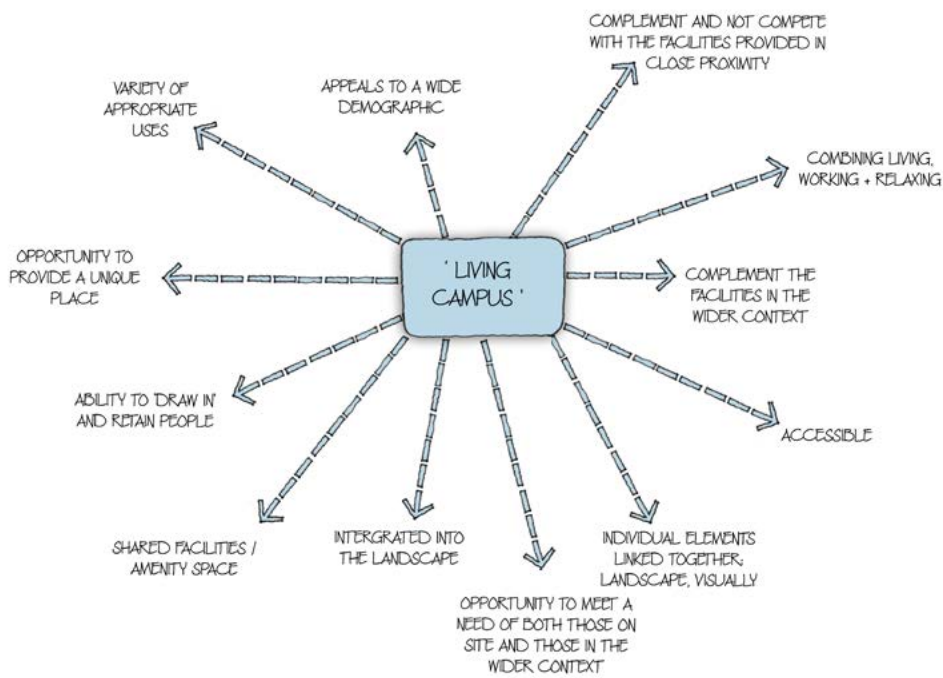 COMPLEMENT AND NOT COMPETE
WITH THE FACILITIES PROVIDED IN
CLOSE PROXIMITY
APPEALS TO A WIDE
DEMOGRAPHIC
VARIETY OF
APPROPRIATE
USES
COMBINING LIVING,
WORKING + RELAXING
OPPORTUNITY TO
PROVIDE A UNIQUE
PLACE
' LIVING
CAMPUS '
COMPLEMENT THE
FACILITIES IN THE
WIDER CONTEXT
ABILITY TO 'DRAW IN'
AND RETAIN PEOPLE
ACCESSIBLE
SHARED FACILITIES /
AMENITY SPACE
INTERGRATED INTO
THE LANDSCAPE
INDIVIDUAL ELEMENTS
LINKED TOGETHER;
LANDSCAPE, VISUALLY
OPPORTUNITY TO MEET A
NEED OF BOTH THOSE ON
SITE AND THOSE IN THE
WIDER CONTEXT